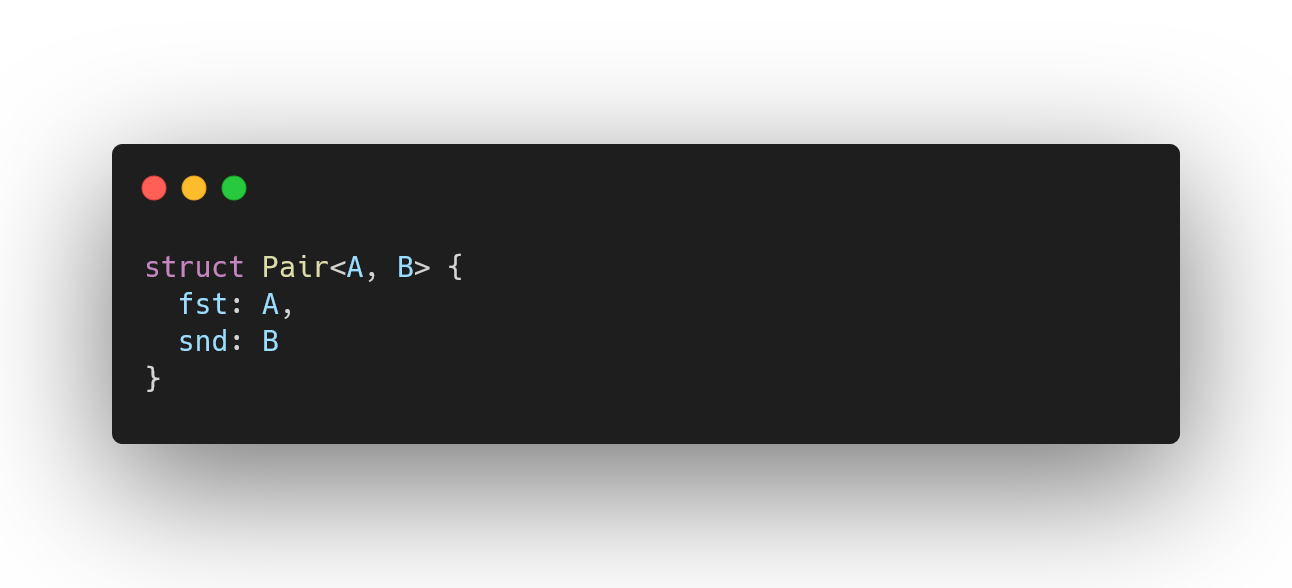 struct Pair<A, B> {
  fst: A,
  snd: B
}